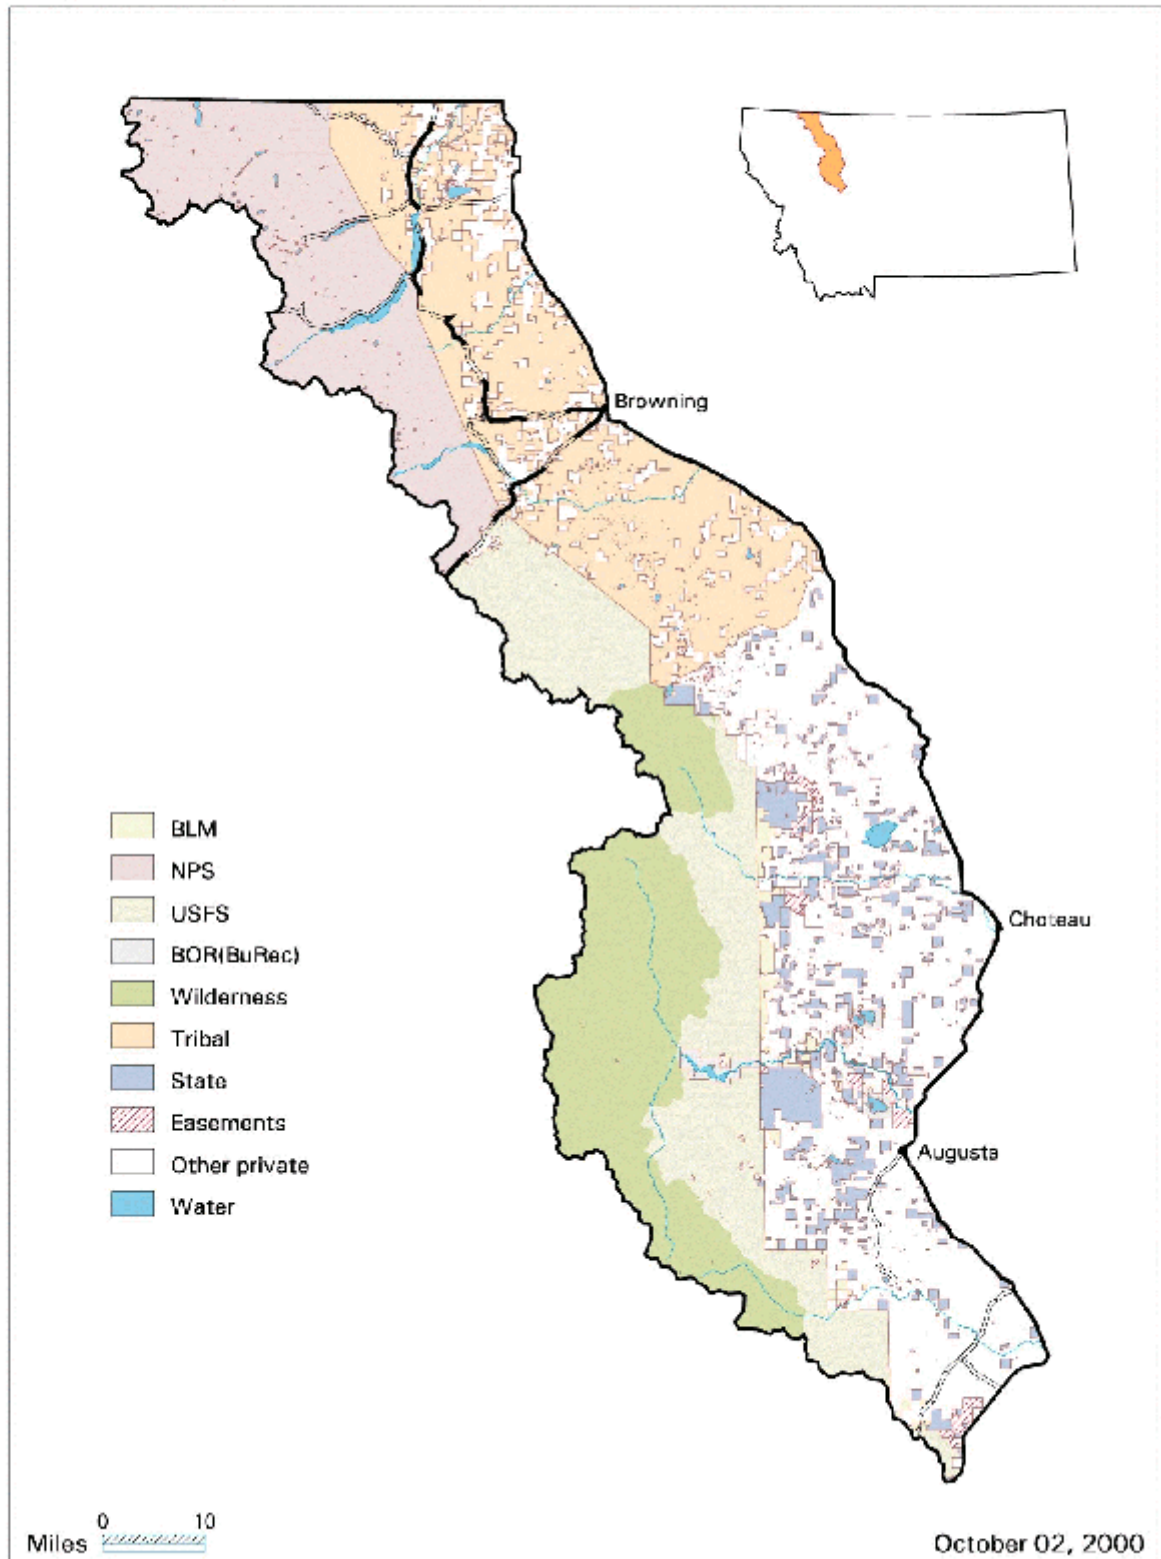 Browning
BLM
NPS
USFS
Choteau
BOR(BuRec)
Wilderness
Tribal
State
Easements
Augusta
Other private
Water
0 10
Miles
October 02, 2000